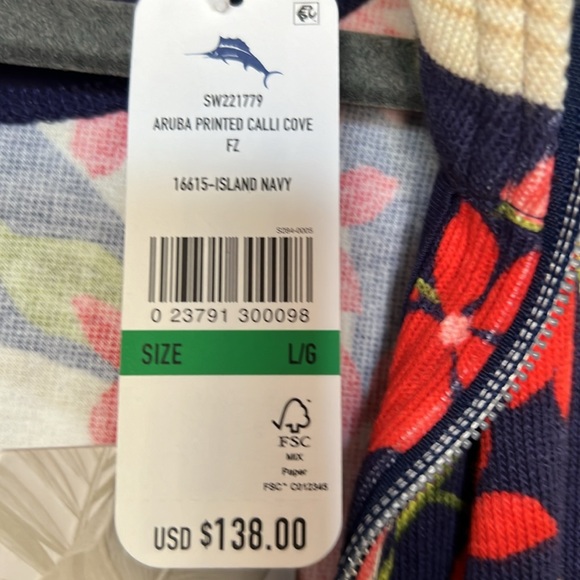 SW221779
ARUBA PRINTED CALLI COVE
FZ
16615-ISLAND NAVY
S284-0005
0 23791 300098
SIZE L/G
FSC
MIX
Paper
FSC™ C012345
USD $138.00